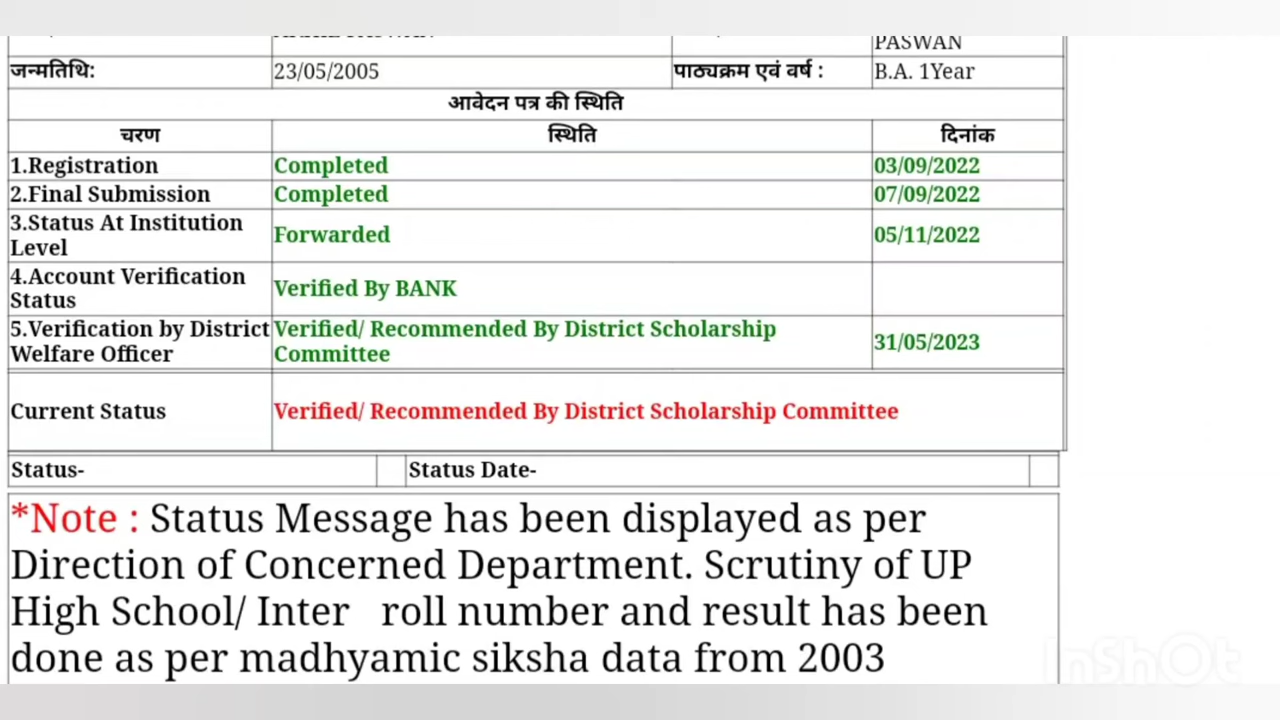 PASWAN
जन्मतिथि: 23/05/2005 पाठ्यक्रम एवं वर्ष : B.A. 1Year
आवेदन पत्र की स्थिति
चरण स्थिति दिनांक
1.Registration Completed 03/09/2022
2.Final Submission Completed 07/09/2022
3.Status At Institution
Level
Forwarded 05/11/2022
4.Account Verification
Status
Verified By BANK
5.Verification by District
Welfare Officer
Verified/ Recommended By District Scholarship
Committee
31/05/2023
Current Status Verified/ Recommended By District Scholarship Committee
Status- Status Date-
*Note : Status Message has been displayed as per
Direction of Concerned Department. Scrutiny of UP
High School/ Inter roll number and result has been
done as per madhyamic siksha data from 2003
InShOt